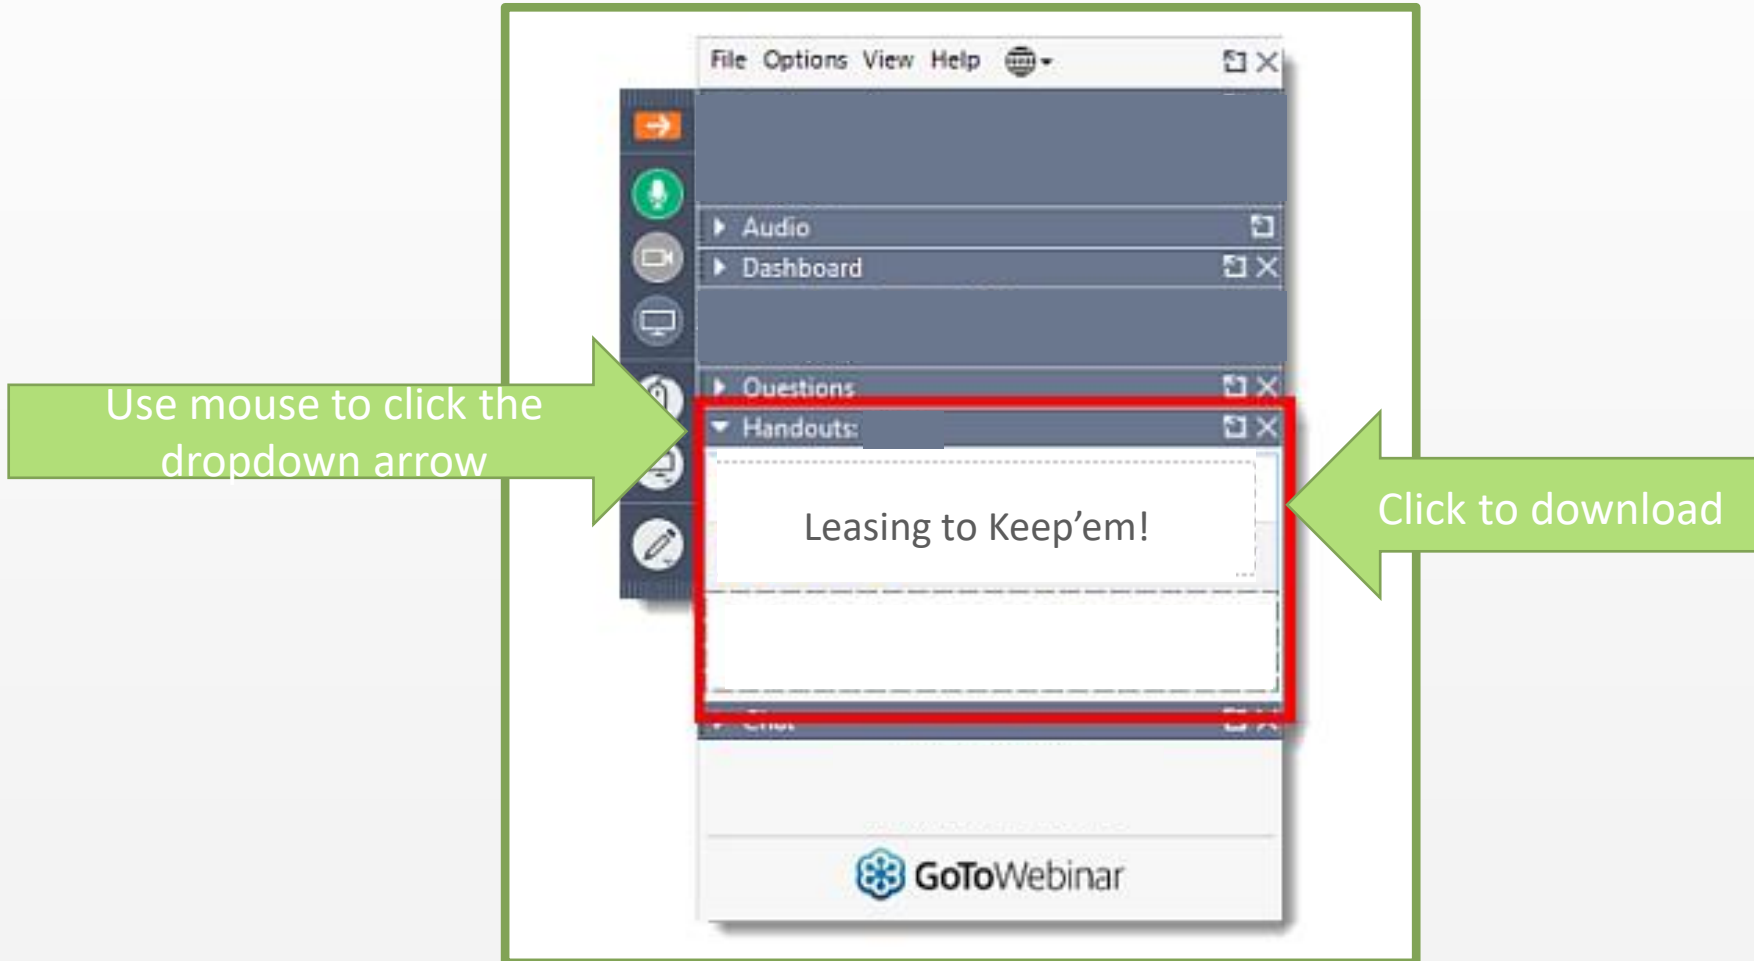 File Options View Help
Audio
Dashboard
Questions
Use mouse to click the
dropdown arrow
Handouts:
Leasing to Keep’em!
Click to download
Chat
GoToWebinar